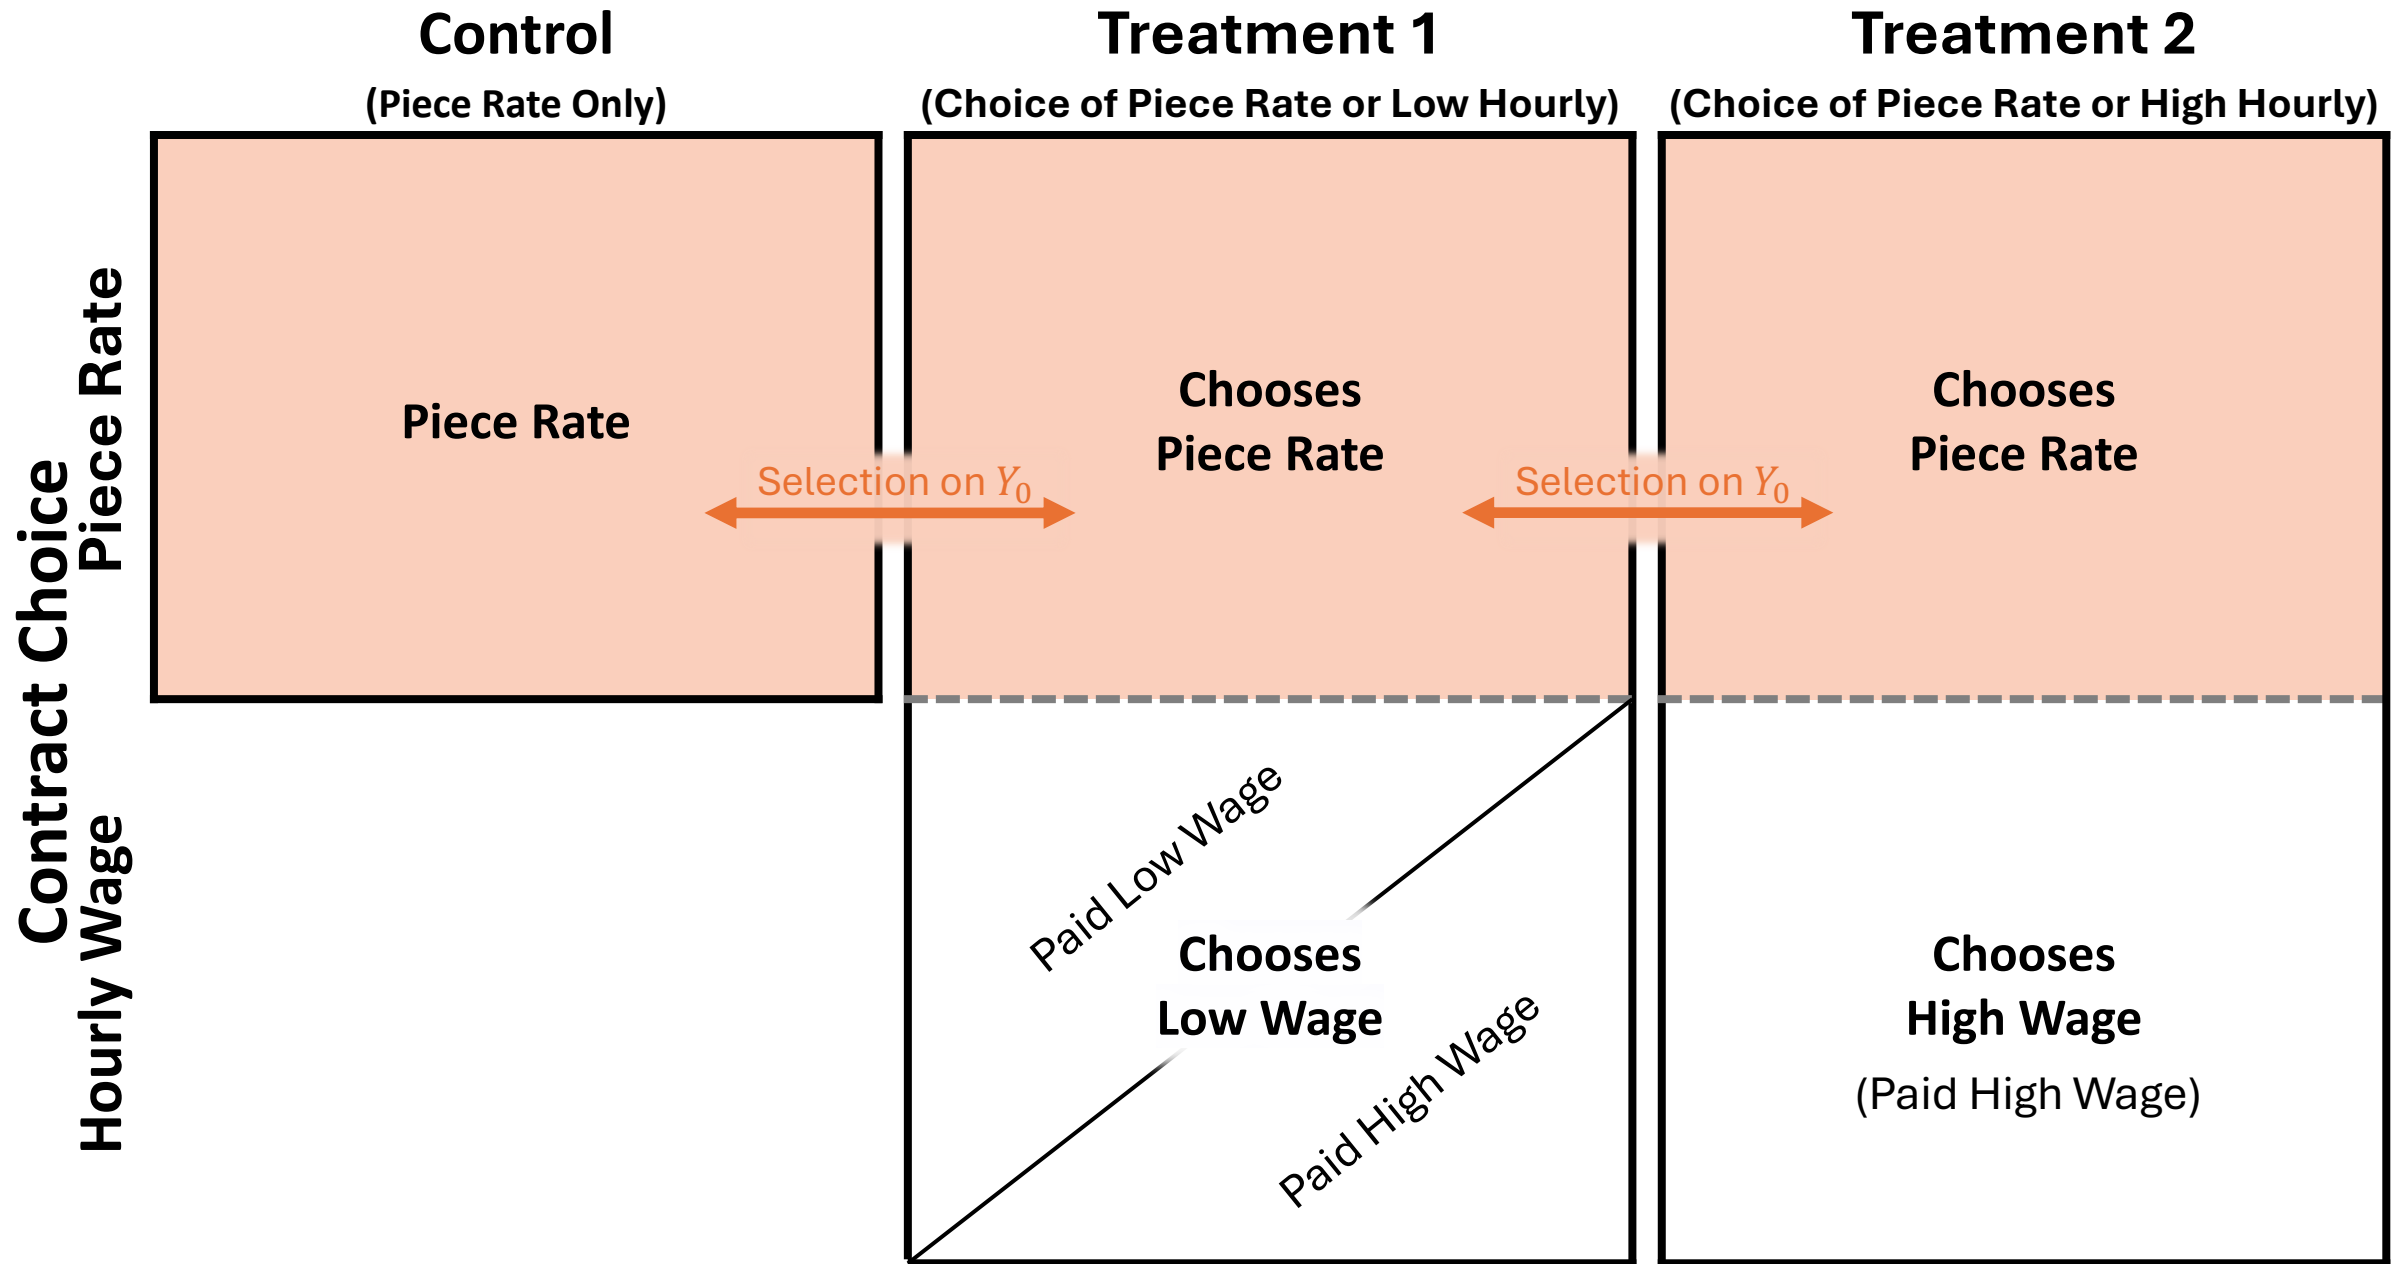 Control
(Piece Rate Only)
Treatment 1
(Choice of Piece Rate or Low Hourly)
Treatment 2
(Choice of Piece Rate or High Hourly)
Contract Choice
Piece Rate
Hourly Wage
Piece Rate
Selection on Y₀
Chooses
Piece Rate
Selection on Y₀
Chooses
Piece Rate
Paid Low Wage
Chooses
Low Wage
Paid High Wage
Chooses
High Wage
(Paid High Wage)